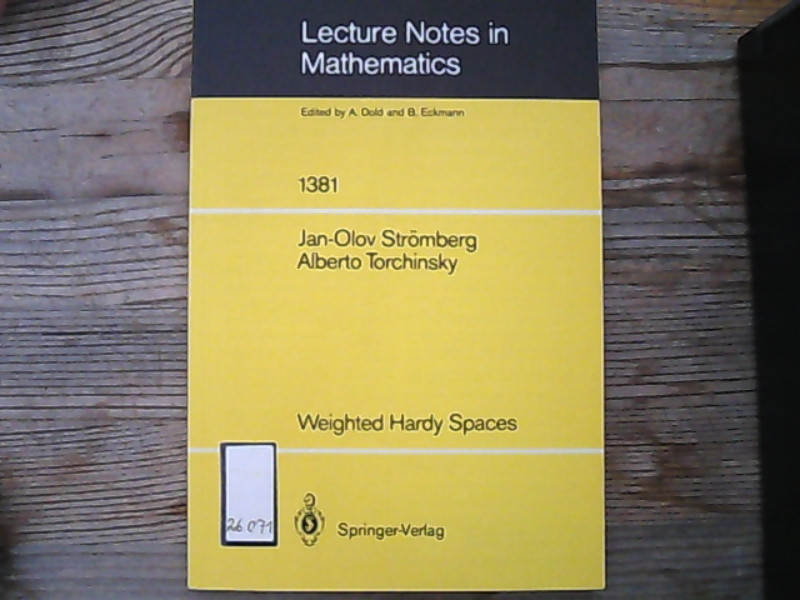 Lecture Notes in
Mathematics
Edited by A. Dold and B. Eckmann
1381
Jan-Olov Strömberg
Alberto Torchinsky
Weighted Hardy Spaces
26 071
Springer-Verlag